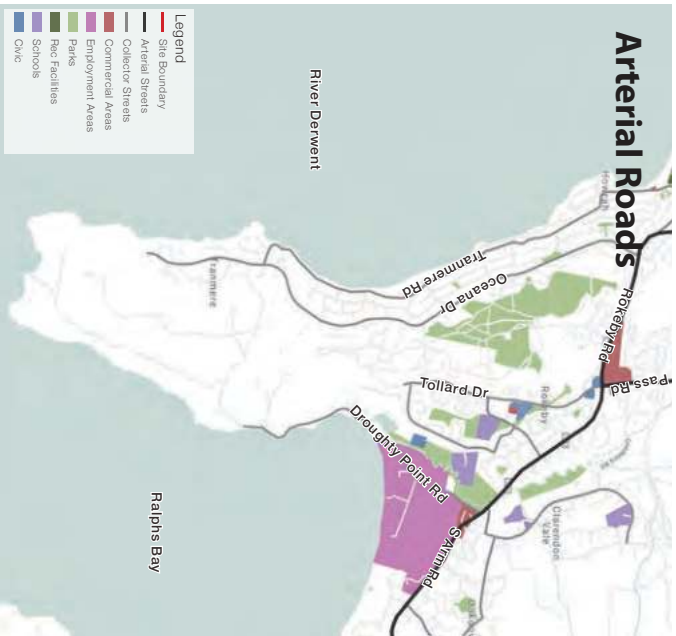 Arterial Roads
Legend
Site Boundary
Arterial Streets
Collector Streets
Commercial Areas
Employment Areas
Parks
Rec Facilities
Schools
Civic
River Derwent
Howrah
Tranmere Rd
Oceana Dr
Rokeby Rd
Pass Rd
Tranmere
Tollard Dr
Rokeby
Droughty Point Rd
Clarendon
Vale
S Arm Rd
Ralphs Bay